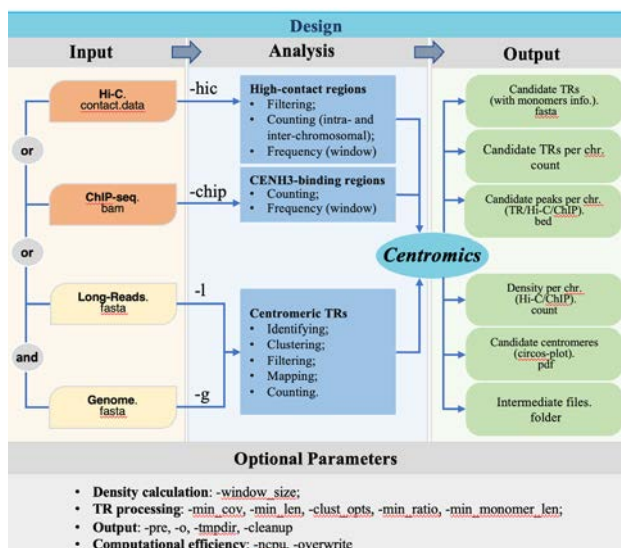 Design
Input
Analysis
Output
Hi-C.
contact.data
or
ChIP-seq.
bam
or
Long-Reads.
fasta
and
Genome.
fasta
-hic
-chip
-l
-g
High-contact regions
• Filtering;
• Counting (intra- and
inter-chromosomal);
• Frequency (window)
CENH3-binding regions
• Counting;
• Frequency (window)
Centromeric TRs
• Identifying;
• Clustering;
• Filtering;
• Mapping;
• Counting.
Centromics
Candidate TRs
(with monomers info.).
fasta
Candidate TRs per chr.
count
Candidate peaks per chr.
(TR/Hi-C/ChIP).
bed
Density per chr.
(Hi-C/ChIP).
count
Candidate centromeres
(circos-plot).
pdf
Intermediate files.
folder
Optional Parameters
• Density calculation: -window_size;
• TR processing: -min_cov, -min_len, -clust_opts, -min_ratio, -min_monomer_len;
• Output: -pre, -o, -tmpdir, -cleanup
• Computational efficiency: -ncpu, -overwrite